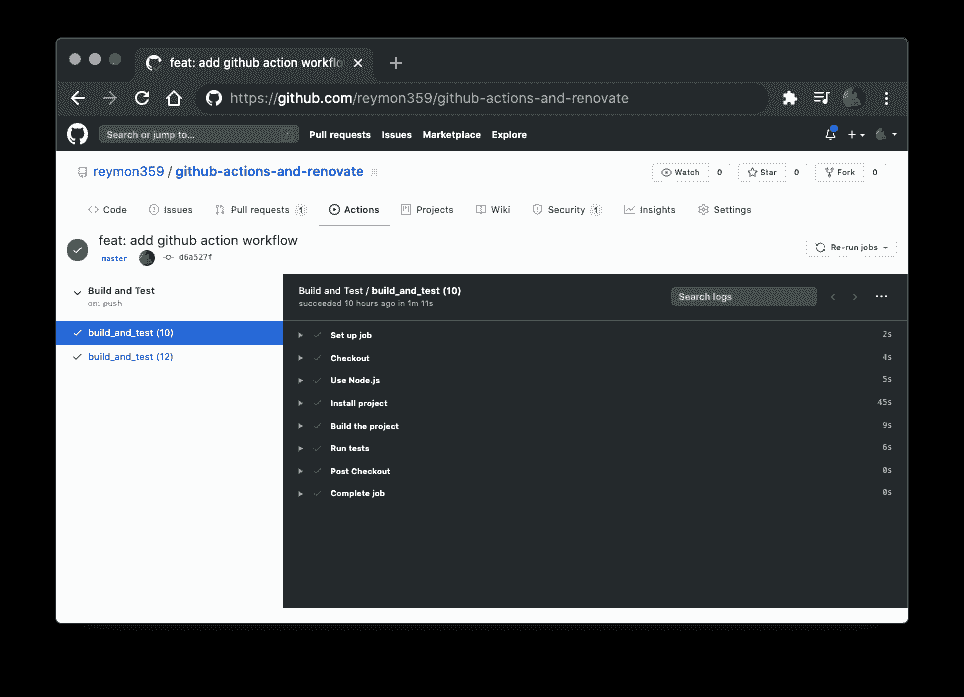 feat: add github action workflo
https://github.com/reymon359/github-actions-and-renovate
Search or jump to... / Pull requests Issues Marketplace Explore
reymon359 / github-actions-and-renovate Watch 0 Star 0 Fork 0
Code Issues Pull requests 1 Actions Projects Wiki Security 1 Insights Settings
feat: add github action workflow
master d6a527f Re-run jobs
Build and Test
on: push
build_and_test (10)
build_and_test (12)
Build and Test / build_and_test (10)
succeeded 10 hours ago in 1m 11s
Search logs
Set up job 2s
Checkout 4s
Use Node.js 5s
Install project 45s
Build the project 9s
Run tests 6s
Post Checkout 0s
Complete job 0s